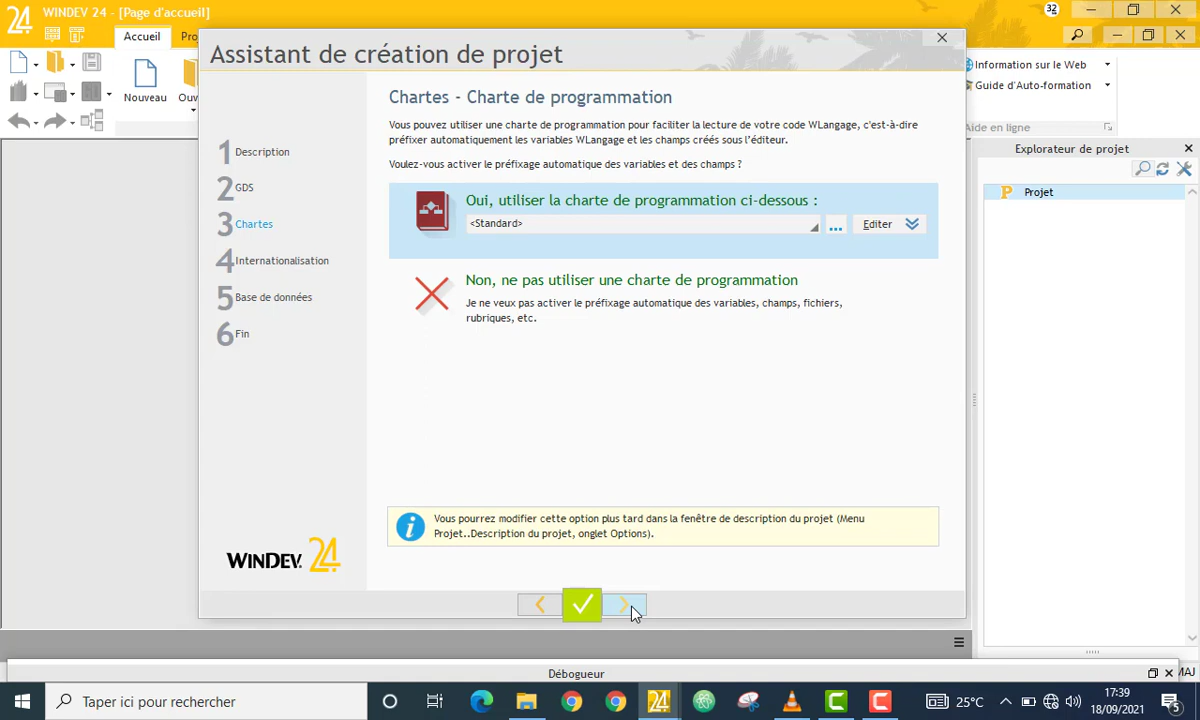 24 WINDEV 24 - [Page d'accueil]
32
Accueil
Pro
Nouveau
Ouv
Information sur le Web
Guide d'Auto-formation
Aide en ligne
Explorateur de projet
Projet
Assistant de création de projet
1 Description
2 GDS
3 Chartes
4 Internationalisation
5 Base de données
6 Fin
WINDEV. 24
Chartes - Charte de programmation
Vous pouvez utiliser une charte de programmation pour faciliter la lecture de votre code WLangage, c'est-à-dire
préfixer automatiquement les variables WLangage et les champs créés sous l'éditeur.
Voulez-vous activer le préfixage automatique des variables et des champs ?
Oui, utiliser la charte de programmation ci-dessous :
<Standard>
...
Editer
Non, ne pas utiliser une charte de programmation
Je ne veux pas activer le préfixage automatique des variables, champs, fichiers,
rubriques, etc.
Vous pourrez modifier cette option plus tard dans la fenêtre de description du projet (Menu
Projet..Description du projet, onglet Options).
Débogueur
MAJ
Taper ici pour rechercher
24
25°C
17:39
18/09/2021
5